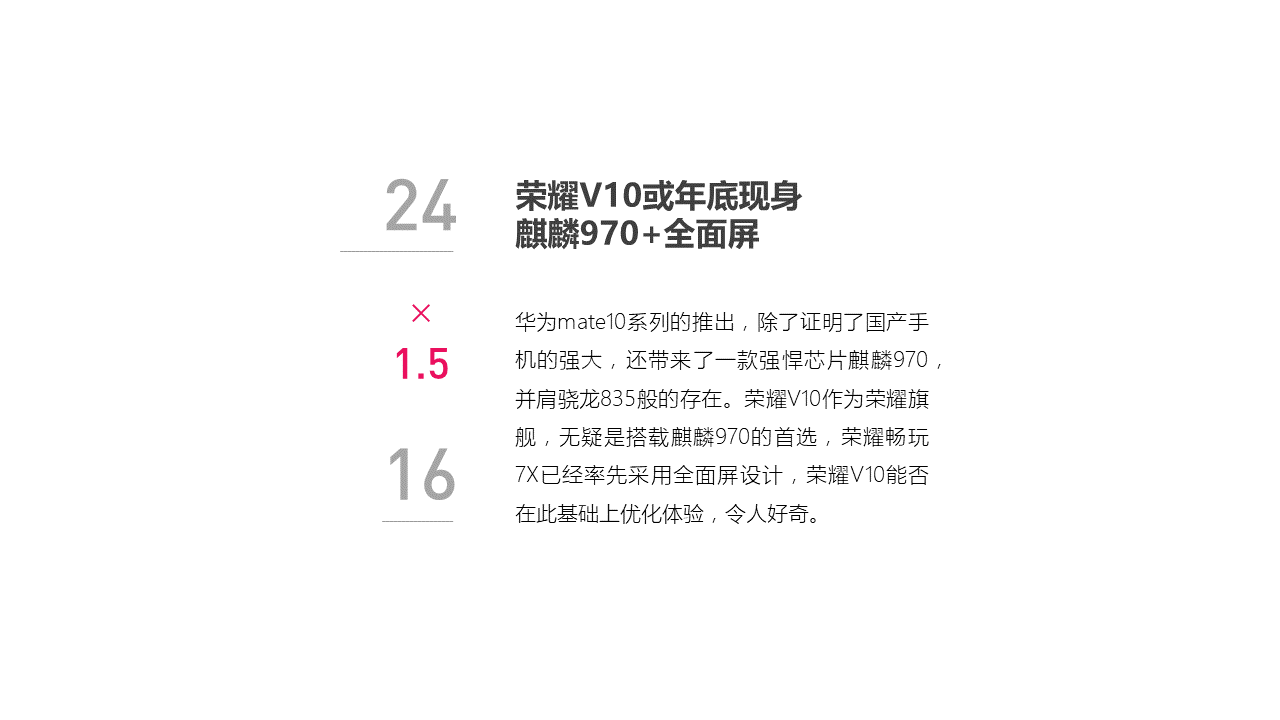 24
荣耀V10或年底现身
麒麟970+全面屏
×
1.5
16
华为mate10系列的推出，除了证明了国产手
机的强大，还带来了一款强悍芯片麒麟970，
并肩骁龙835般的存在。荣耀V10作为荣耀旗
舰，无疑是搭载麒麟970的首选，荣耀畅玩
7X已经率先采用全面屏设计，荣耀V10能否
在此基础上优化体验，令人好奇。